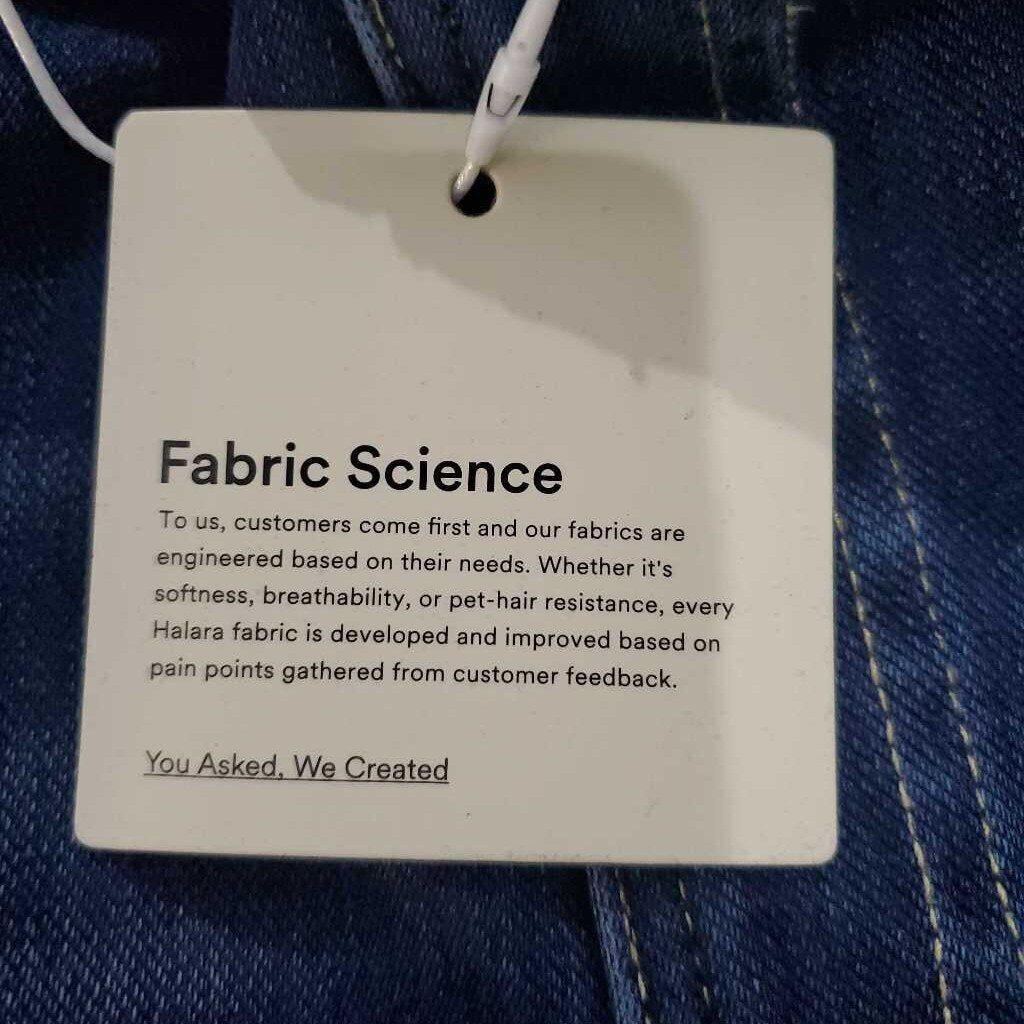 Fabric Science
To us, customers come first and our fabrics are
engineered based on their needs. Whether it's
softness, breathability, or pet-hair resistance, every
Halara fabric is developed and improved based on
pain points gathered from customer feedback.
You Asked, We Created